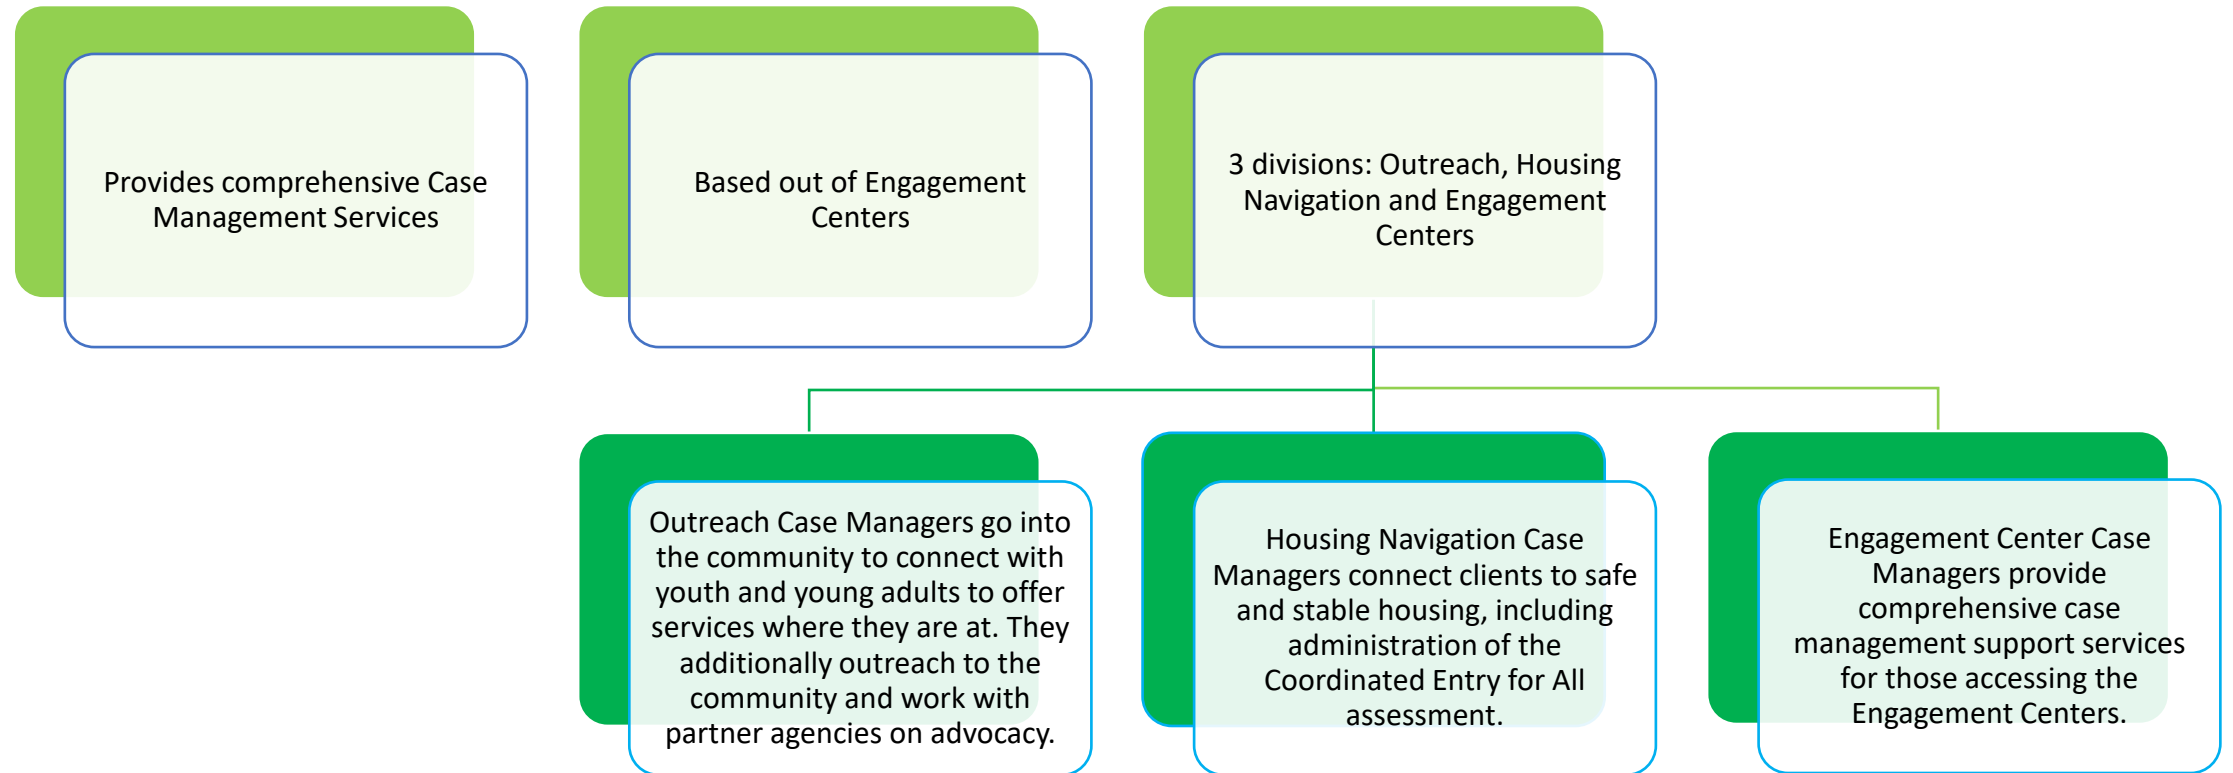 Provides comprehensive Case
Management Services
Based out of Engagement
Centers
3 divisions: Outreach, Housing
Navigation and Engagement
Centers
Outreach Case Managers go into
the community to connect with
youth and young adults to offer
services where they are at. They
additionally outreach to the
community and work with
partner agencies on advocacy.
Housing Navigation Case
Managers connect clients to safe
and stable housing, including
administration of the
Coordinated Entry for All
assessment.
Engagement Center Case
Managers provide
comprehensive case
management support services
for those accessing the
Engagement Centers.